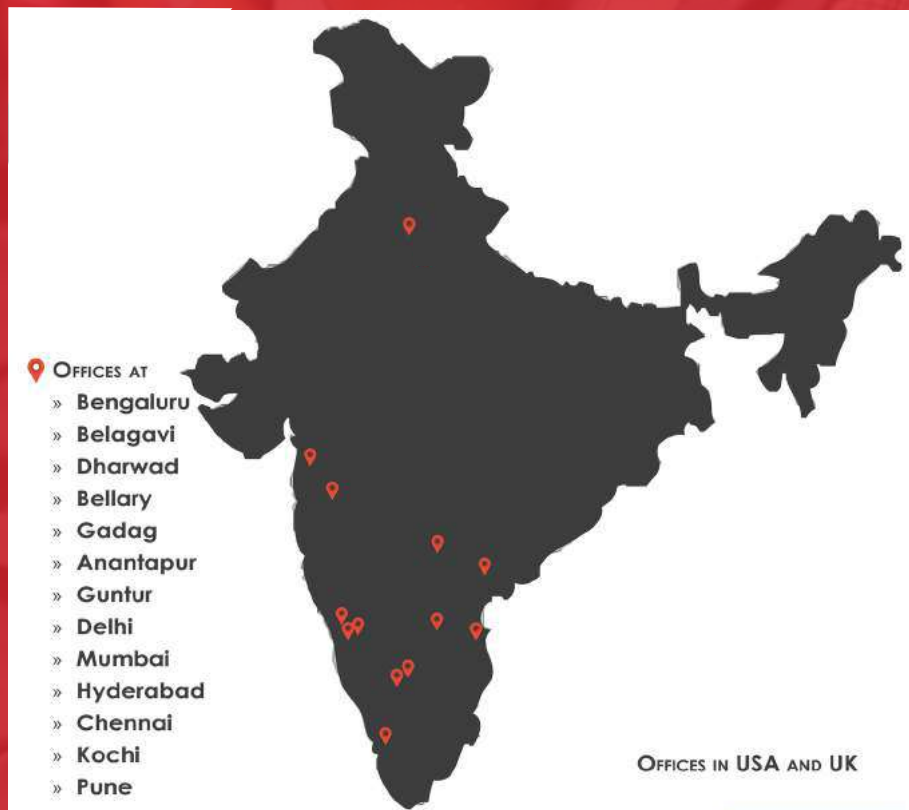 Offices at
» Bengaluru
» Belagavi
» Dharwad
» Bellary
» Gadag
» Anantapur
» Guntur
» Delhi
» Mumbai
» Hyderabad
» Chennai
» Kochi
» Pune
Offices in USA and UK